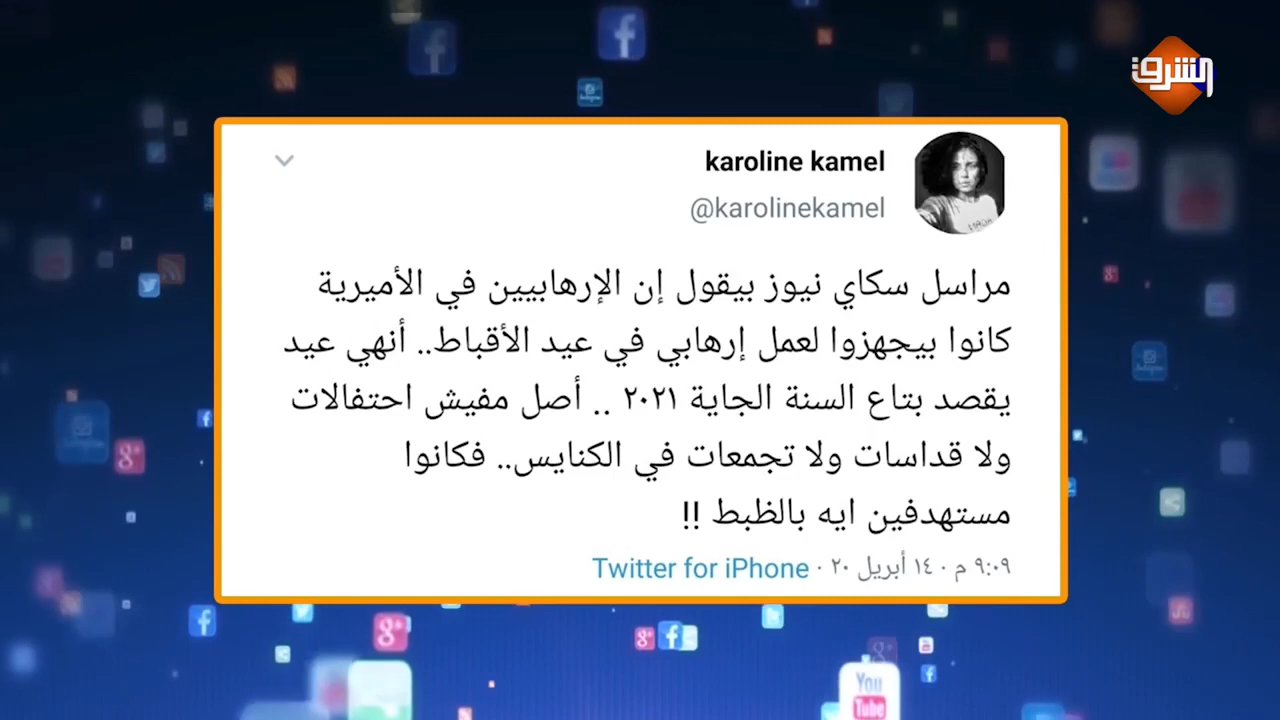 الشرق
karoline kamel
@karolinekamel
مراسل سكاي نيوز بيقول إن الإرهابيين في الأميرية
كانوا بيجهزوا لعمل إرهابي في عيد الأقباط.. أنهي عيد
يقصد بتاع السنة الجاية ٢٠٢١ .. أصل مفيش احتفالات
ولا قداسات ولا تجمعات في الكنايس.. فكانوا
مستهدفين ايه بالظبط !!
٩:٠٩ م · ١٤ أبريل ٢٠ · Twitter for iPhone
You
Tube